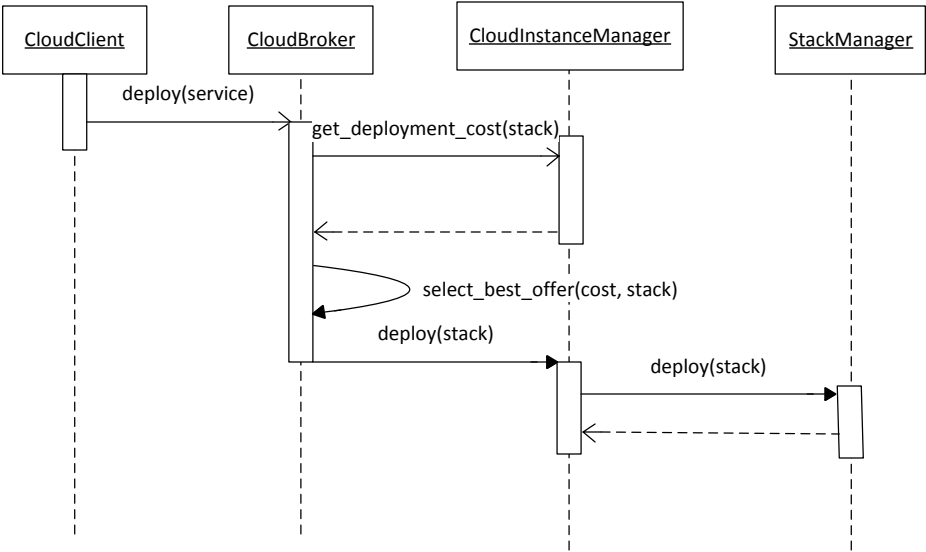 CloudClient
CloudBroker
CloudInstanceManager
StackManager
deploy(service)
get_deployment_cost(stack)
select_best_offer(cost, stack)
deploy(stack)
deploy(stack)